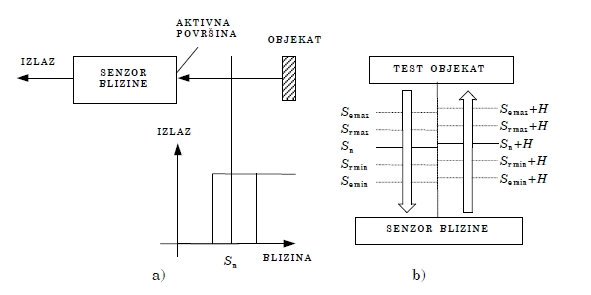 AKTIVNA
POVRŠINA
OBJEKAT
IZLAZ
SENZOR
BLIZINE
IZLAZ
Sn
BLIZINA
a)
TEST OBJEKAT
Semax
Semax+H
Srmax
Srmax+H
Sn
Sn+H
Srmin
Srmin+H
Semin
Semin+H
SENZOR BLIZINE
b)